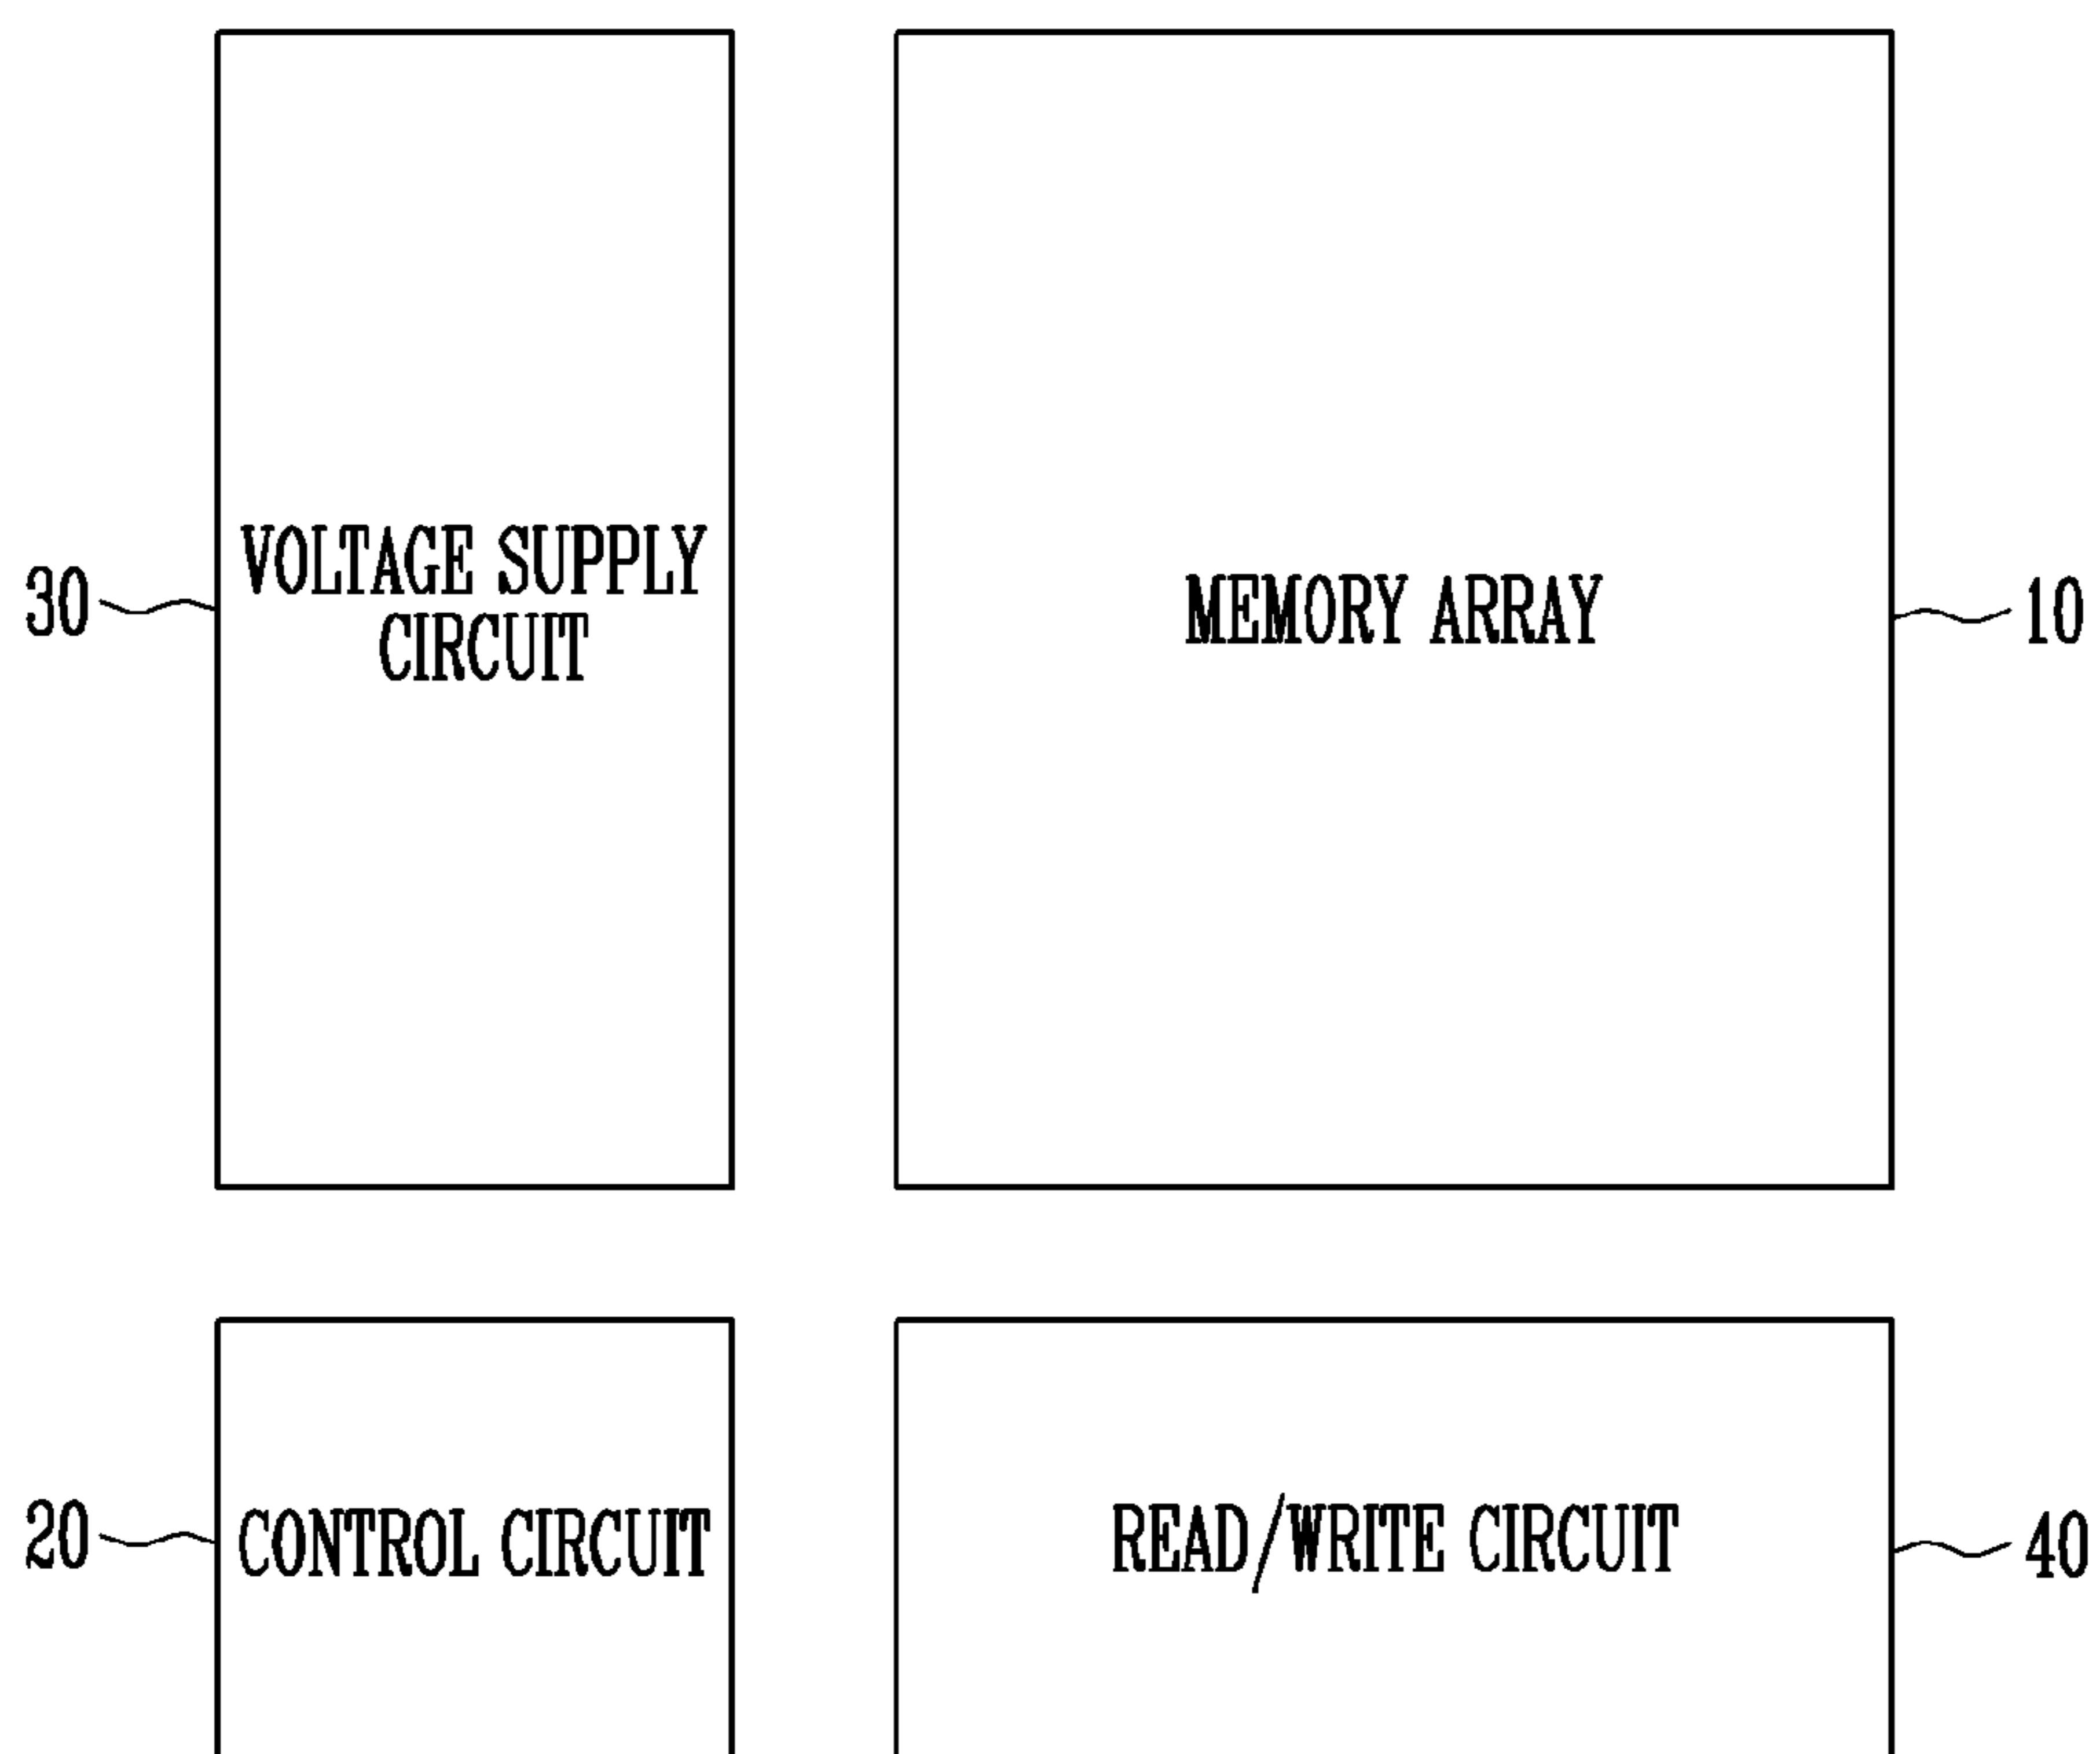 30
VOLTAGE SUPPLY
CIRCUIT
MEMORY ARRAY
10
20
CONTROL CIRCUIT
READ/WRITE CIRCUIT
40